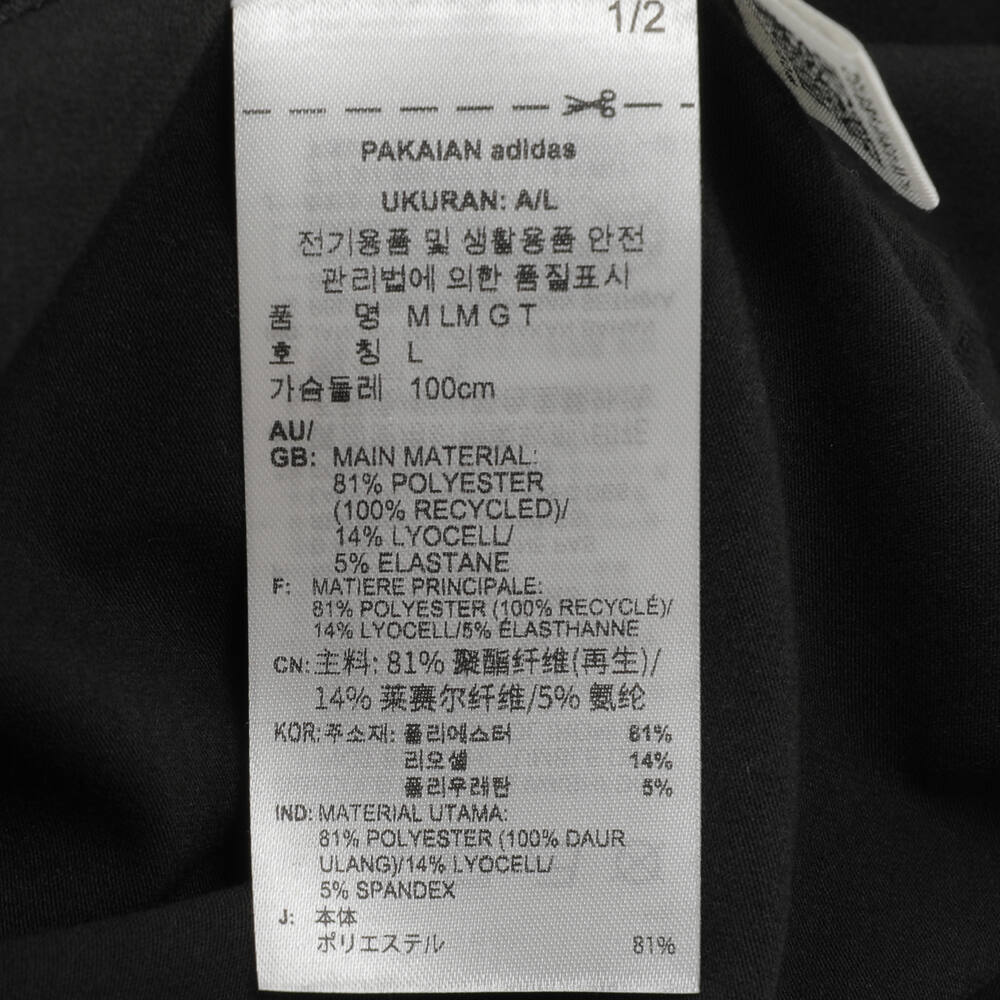 1/2
PAKAIAN adidas
UKURAN: A/L
전기용품 및 생활용품 안전
관리법에 의한 품질표시
품 명 M LM G T
호 칭 L
가슴둘레 100cm
AU/
GB: MAIN MATERIAL:
81% POLYESTER
(100% RECYCLED)/
14% LYOCELL/
5% ELASTANE
F: MATIERE PRINCIPALE:
81% POLYESTER (100% RECYCLÉ)/
14% LYOCELL/5% ÉLASTHANNE
CN: 主料: 81% 聚酯纤维(再生)/
14% 莱赛尔纤维/5% 氨纶
KOR: 주소재: 폴리에스터 81%
리오셀 14%
폴리우레탄 5%
IND: MATERIAL UTAMA:
81% POLYESTER (100% DAUR
ULANG)/14% LYOCELL/
5% SPANDEX
J: 本体
ポリエステル 81%